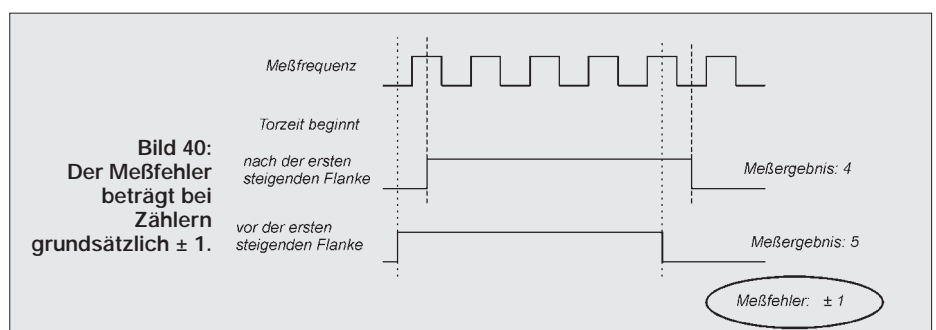 Meßfrequenz
Torzeit beginnt
Bild 40:
Der Meßfehler
beträgt bei
Zählern
grundsätzlich ± 1.
nach der ersten
steigenden Flanke
Meßergebnis: 4
vor der ersten
steigenden Flanke
Meßergebnis: 5
Meßfehler: ± 1